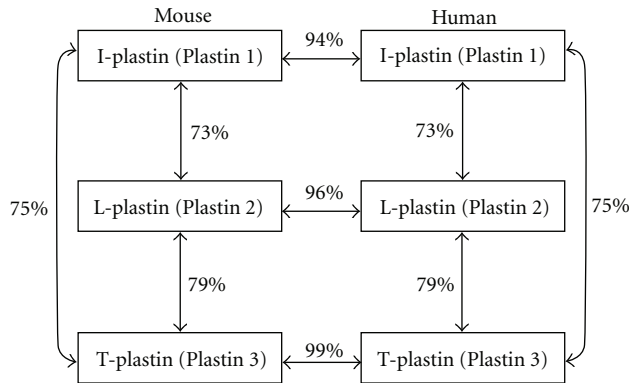 Mouse
Human
I-plastin (Plastin 1)
94%
I-plastin (Plastin 1)
73%
73%
75%
L-plastin (Plastin 2)
96%
L-plastin (Plastin 2)
75%
79%
79%
T-plastin (Plastin 3)
99%
T-plastin (Plastin 3)